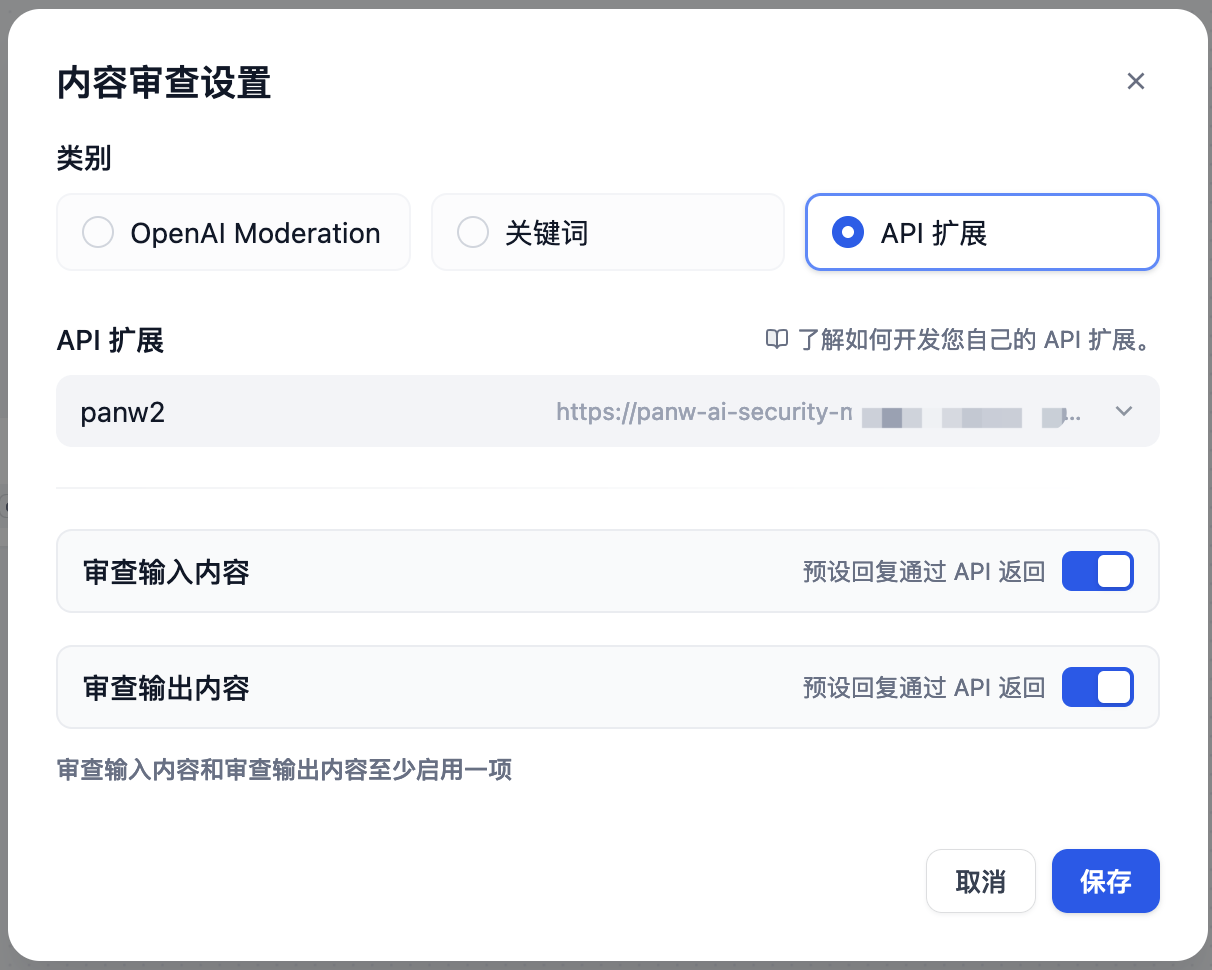 内容审查设置
类别
OpenAI Moderation
关键词
API 扩展
API 扩展
了解如何开发您自己的 API 扩展。
panw2
https://panw-ai-security-...
审查输入内容
预设回复通过 API 返回
审查输出内容
预设回复通过 API 返回
审查输入内容和审查输出内容至少启用一项
取消
保存